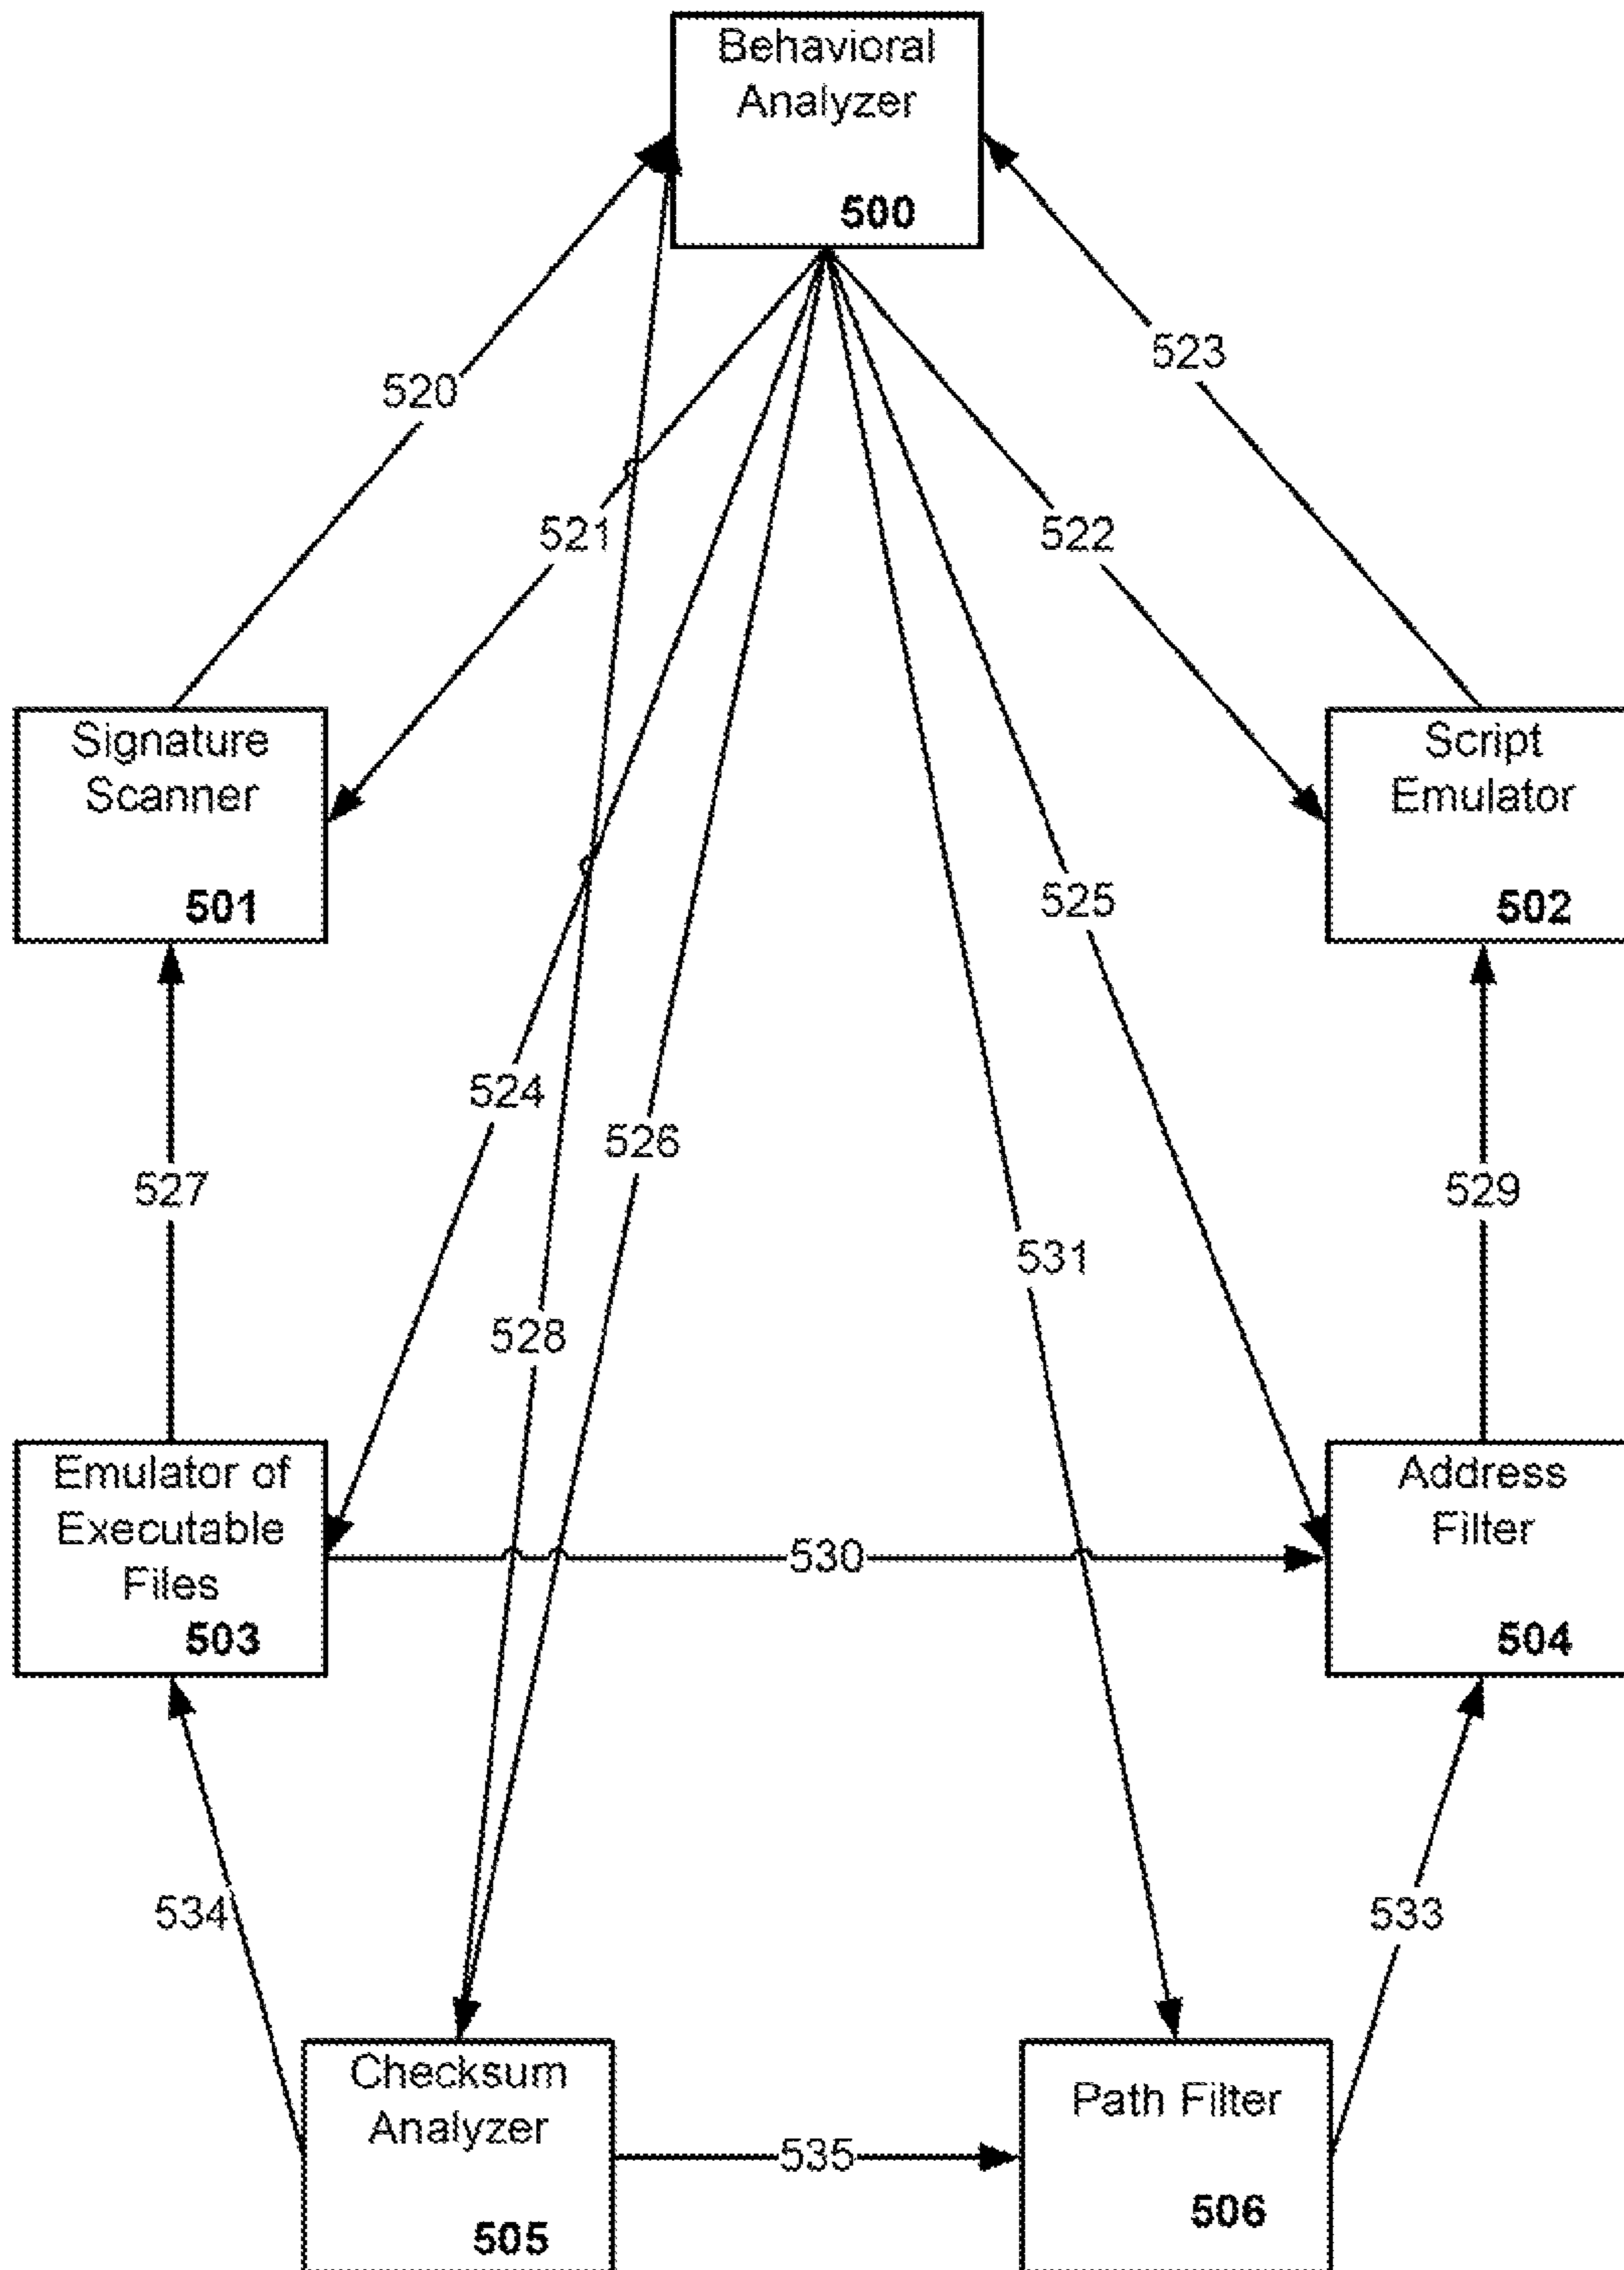 Behavioral
Analyzer
500
520
523
521
522
Signature
Scanner
501
Script
Emulator
502
525
524
526
527
529
531
528
Emulator of
Executable
Files
503
530
Address
Filter
504
534
533
Checksum
Analyzer
505
535
Path Filter
506